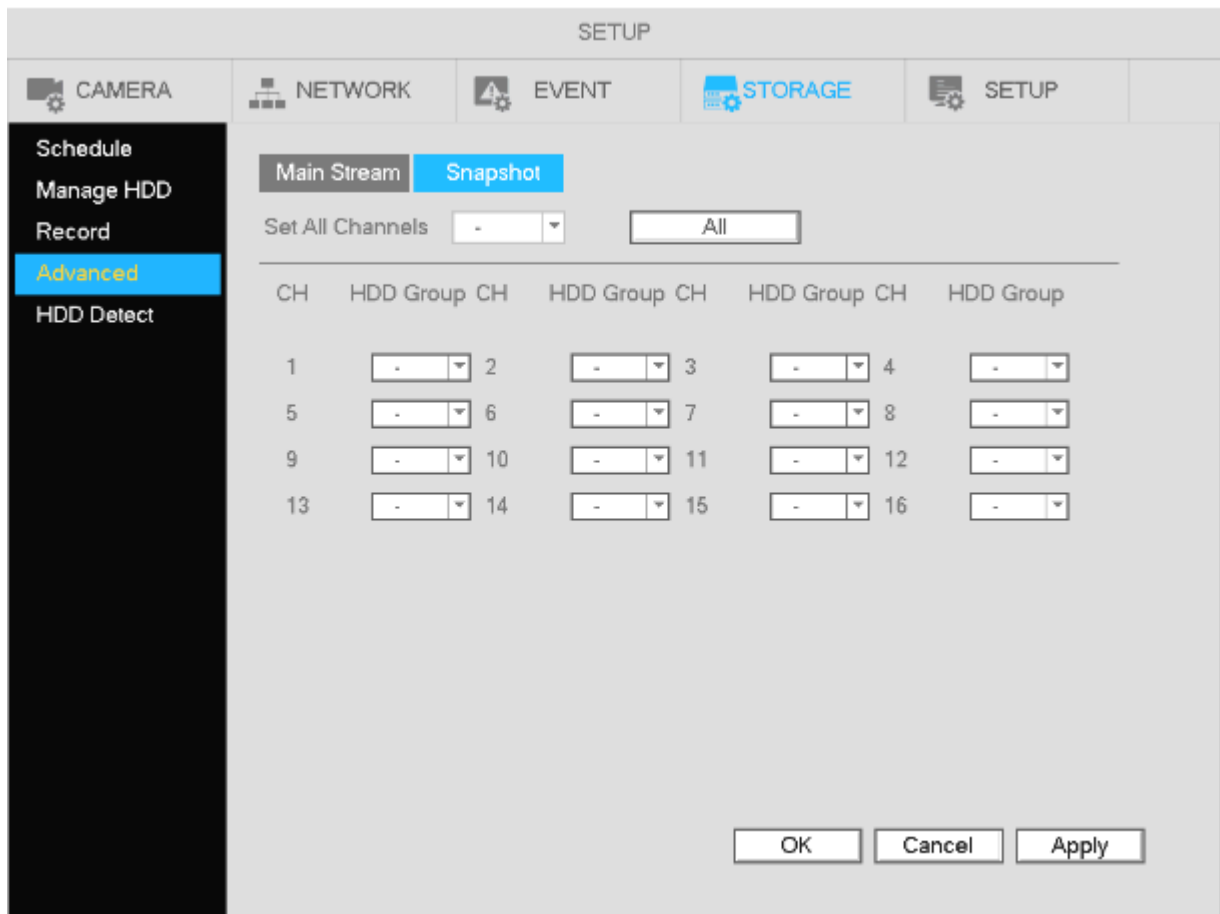 SETUP
CAMERA NETWORK EVENT STORAGE SETUP
Schedule
Manage HDD
Record
Advanced
HDD Detect
Main Stream Snapshot
Set All Channels - All
CH HDD Group CH HDD Group CH HDD Group CH HDD Group
1 - 2 - 3 - 4 -
5 - 6 - 7 - 8 -
9 - 10 - 11 - 12 -
13 - 14 - 15 - 16 -
OK Cancel Apply